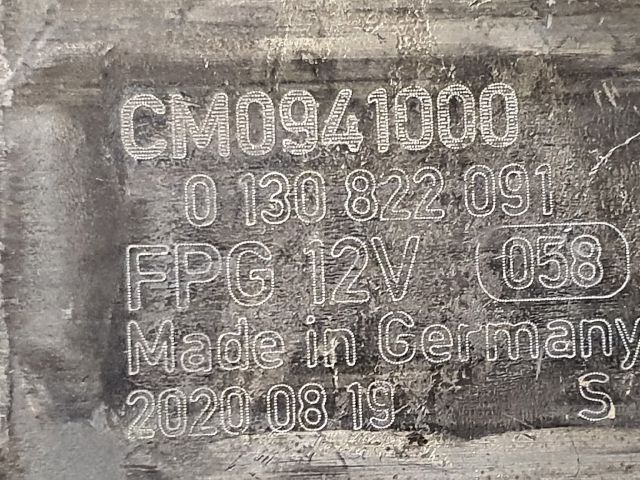 CM0941000
0 130 822 091
FPG 12V 058
Made in Germany
2020 08 19 S